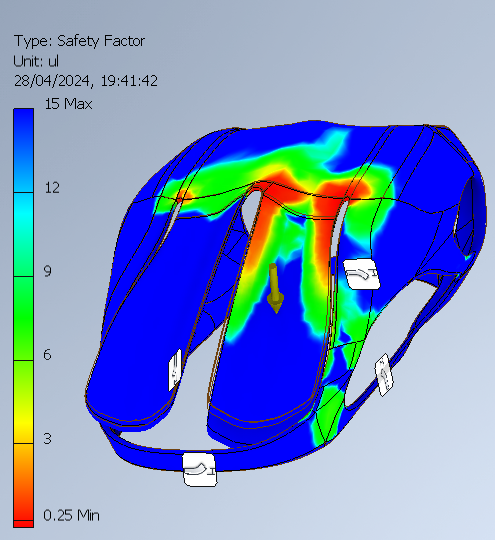 Type: Safety Factor
Unit: ul
28/04/2024, 19:41:42
15 Max
12
9
6
3
0.25 Min